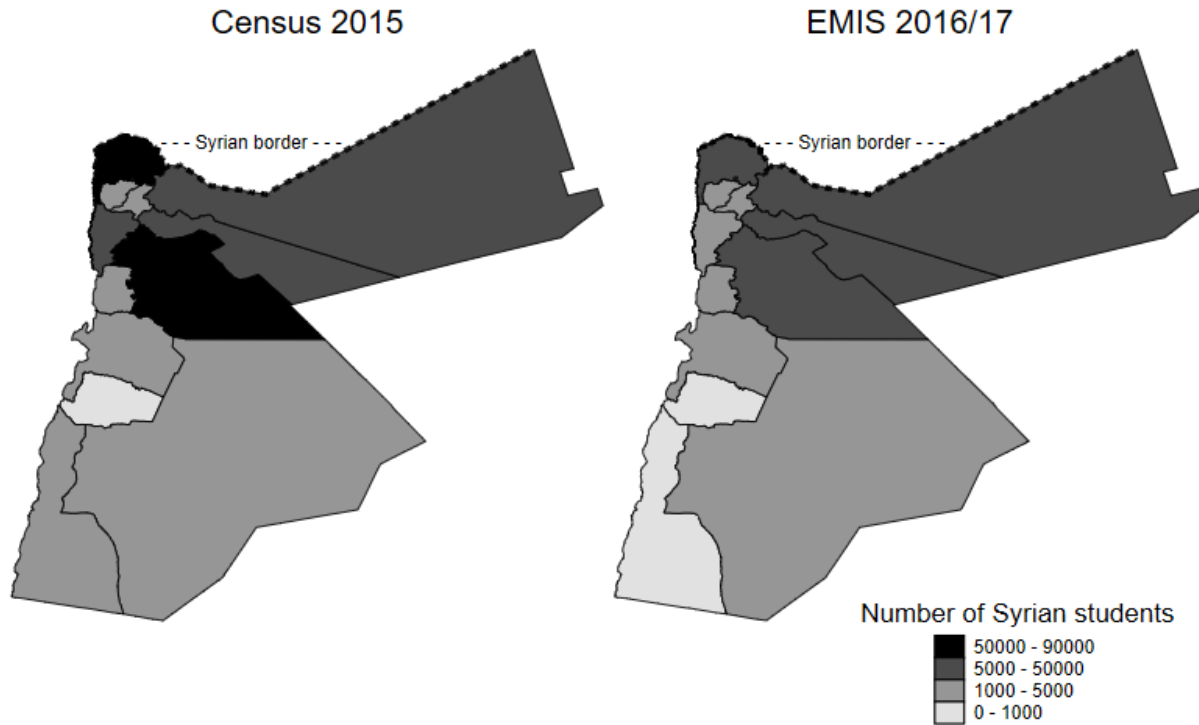 Census 2015
EMIS 2016/17
--- Syrian border ---
--- Syrian border ---
Number of Syrian students
50000 - 90000
5000 - 50000
1000 - 5000
0 - 1000